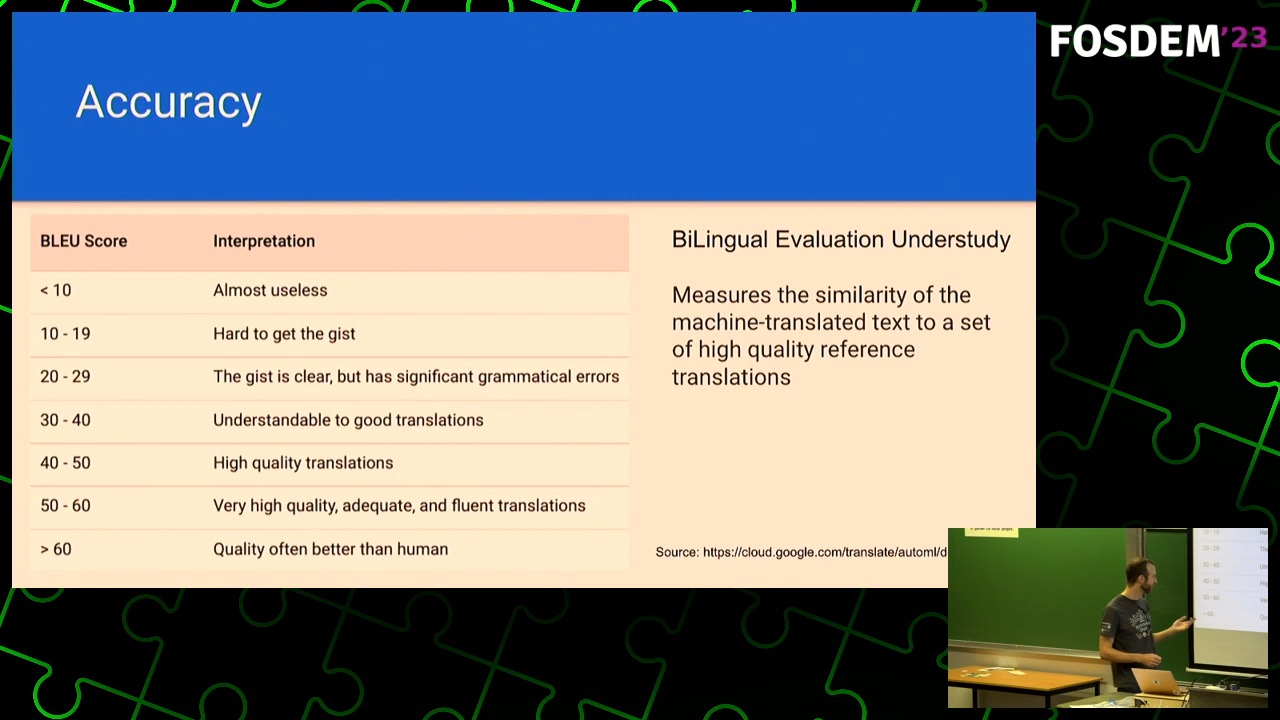 FOSDEM'23
Accuracy
BLEU Score Interpretation
< 10 Almost useless
10 - 19 Hard to get the gist
20 - 29 The gist is clear, but has significant grammatical errors
30 - 40 Understandable to good translations
40 - 50 High quality translations
50 - 60 Very high quality, adequate, and fluent translations
> 60 Quality often better than human
BiLingual Evaluation Understudy
Measures the similarity of the
machine-translated text to a set
of high quality reference
translations
Source: https://cloud.google.com/translate/automl/d